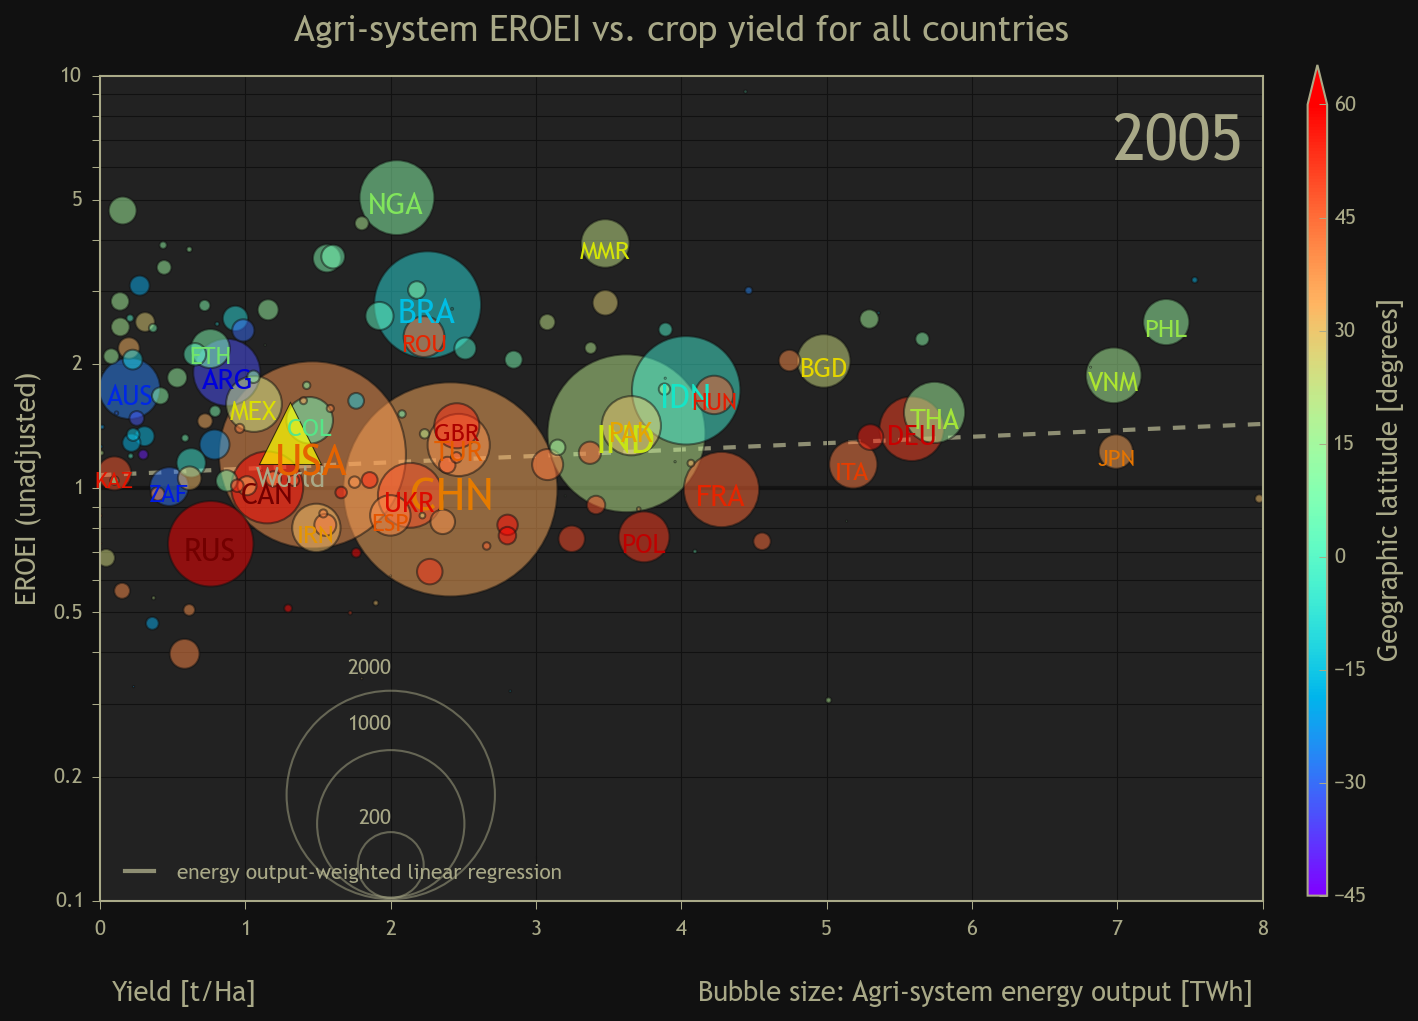 Agri-system EROEI vs. crop yield for all countries
2005
10
5
2
1
0.5
0.2
0.1
EROEI (unadjusted)
NGA
MMR
BRA
ROU
PHL
ETH
ARG
AUS
MEX
COL
BGD
VNM
IDN
HUN
THA
GBR
TUR
IND
PAK
DEU
JPN
ITA
USA
World
KAZ
ZAF
CAN
UKR
CHN
FRA
ESP
IRN
RUS
POL
2000
1000
200
energy output-weighted linear regression
0 1 2 3 4 5 6 7 8
Yield [t/Ha]
Bubble size: Agri-system energy output [TWh]
60
45
30
15
0
−15
−30
−45
Geographic latitude [degrees]